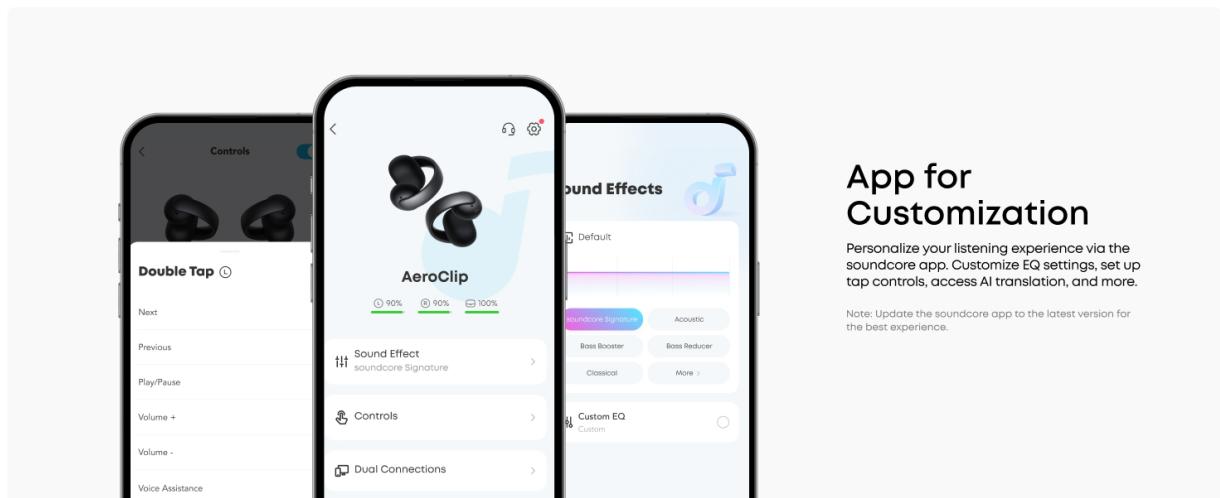 Controls
Double Tap L
Next
Previous
Play/Pause
Volume +
Volume -
Voice Assistance
AeroClip
L 90% R 90% 100%
Sound Effect
soundcore Signature
Controls
Dual Connections
ound Effects
Default
soundcore Signature Acoustic
Bass Booster Bass Reducer
Classical More >
Custom EQ
Custom
App for
Customization
Personalize your listening experience via the
soundcore app. Customize EQ settings, set up
tap controls, access AI translation, and more.
Note: Update the soundcore app to the latest version for
the best experience.